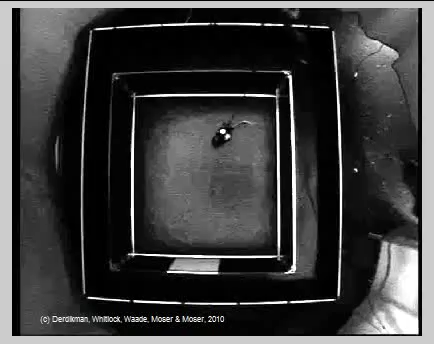 (c) Derdikman, Whitlock, Waade, Moser & Moser, 2010